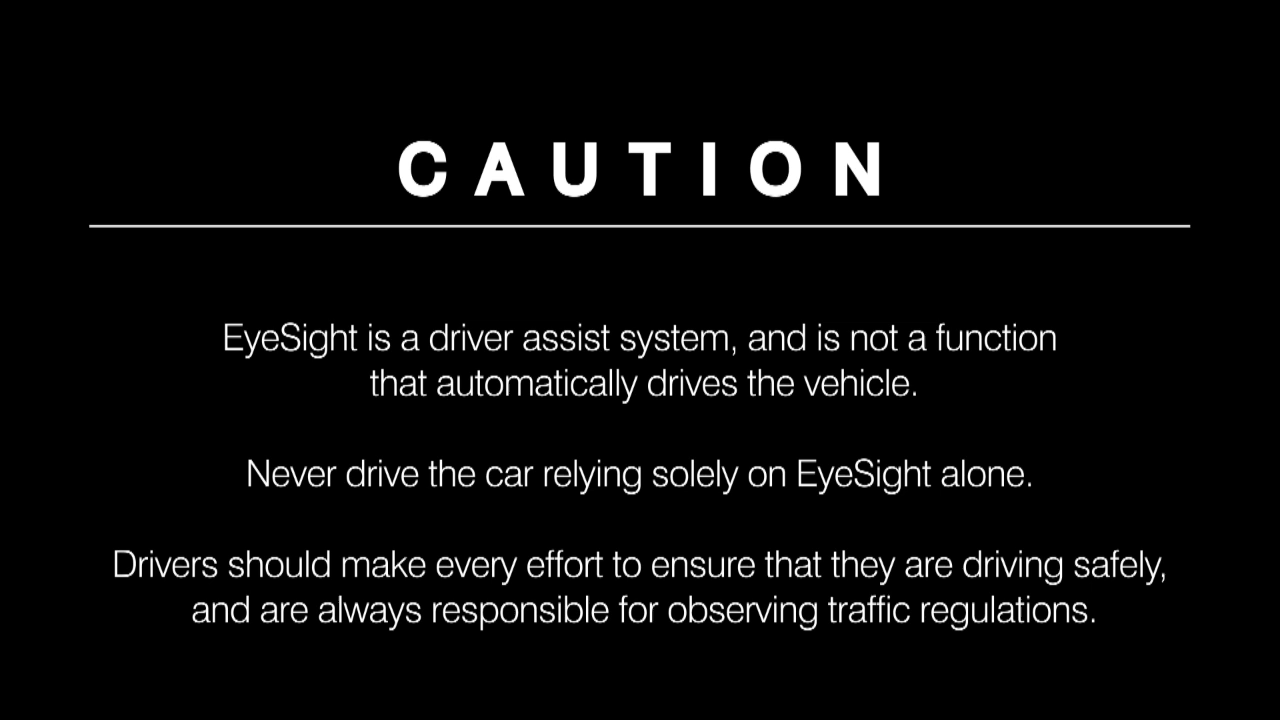 CAUTION
EyeSight is a driver assist system, and is not a function
that automatically drives the vehicle.
Never drive the car relying solely on EyeSight alone.
Drivers should make every effort to ensure that they are driving safely,
and are always responsible for observing traffic regulations.